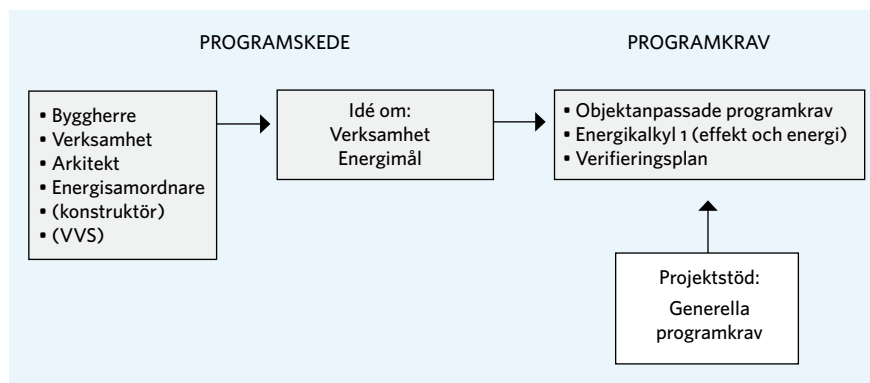 PROGRAMSKEDE
PROGRAMKRAV
• Byggherre
• Verksamhet
• Arkitekt
• Energisamordnare
• (konstruktör)
• (VVS)
Idé om:
Verksamhet
Energimål
• Objektanpassade programkrav
• Energikalkyl 1 (effekt och energi)
• Verifieringsplan
Projektstöd:
Generella
programkrav